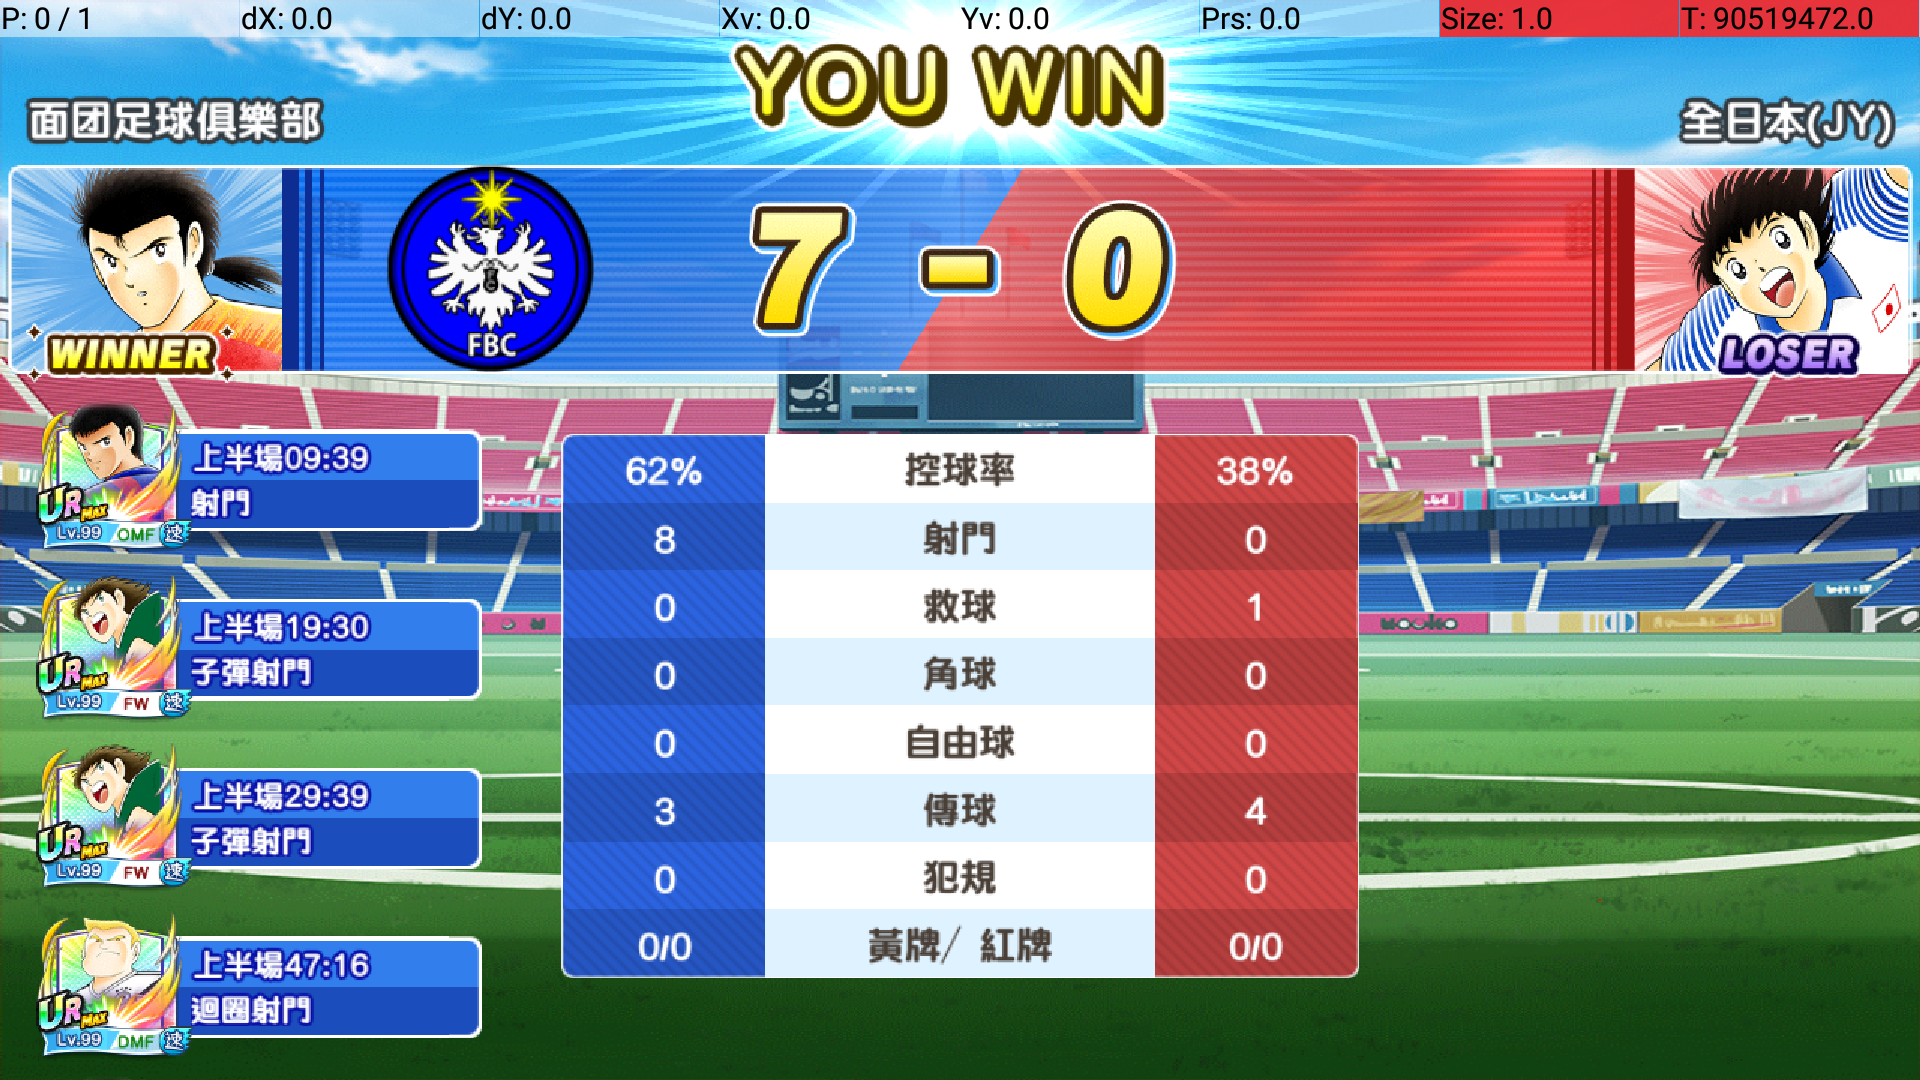 P: 0 / 1 dX: 0.0 dY: 0.0 Xv: 0.0 Yv: 0.0 Prs: 0.0 Size: 1.0 T: 90519472.0
YOU WIN
面团足球俱樂部
全日本(JY)
FBC
7 - 0
WINNER
LOSER
上半場09:39
射門
UR MAX
Lv.99 OMF 速
上半場19:30
子彈射門
UR MAX
Lv.99 FW 速
上半場29:39
子彈射門
UR MAX
Lv.99 FW 速
上半場47:16
迴圈射門
UR MAX
Lv.99 DMF 速
62% 控球率 38%
8 射門 0
0 救球 1
0 角球 0
0 自由球 0
3 傳球 4
0 犯規 0
0/0 黃牌/ 紅牌 0/0